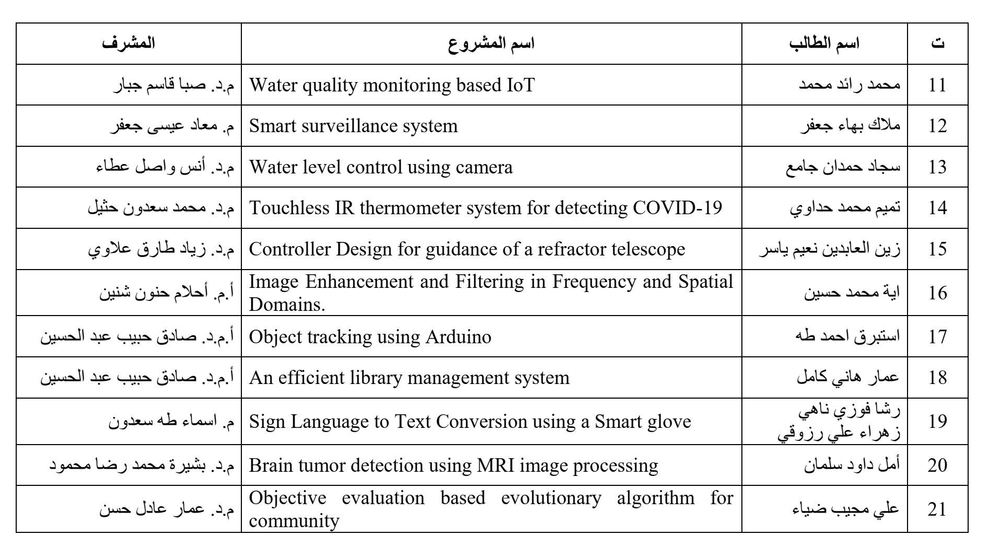 ت اسم الطالب اسم المشروع المشرف
11 محمد رائد محمد Water quality monitoring based IoT م.د. صبا قاسم جبار
12 ملاك بهاء جعفر Smart surveillance system م. معاد عيسى جعفر
13 سجاد حمدان جامع Water level control using camera م.د. أنس واصل عطاء
14 تميم محمد حداوي Touchless IR thermometer system for detecting COVID-19 م.د. محمد سعدون حثيل
15 زين العابدين نعيم ياسر Controller Design for guidance of a refractor telescope م.د. زياد طارق علاوي
16 اية محمد حسين Image Enhancement and Filtering in Frequency and Spatial
Domains. أ.م. أحلام حنون شنين
17 استبرق احمد طه Object tracking using Arduino أ.م.د. صادق حبيب عبد الحسين
18 عمار هاني كامل An efficient library management system أ.م.د. صادق حبيب عبد الحسين
19 رشا فوزي ناهي
زهراء علي رزوقي Sign Language to Text Conversion using a Smart glove م. اسماء طه سعدون
20 أمل داود سلمان Brain tumor detection using MRI image processing م.د. بشيرة محمد رضا محمود
21 علي مجيب ضياء Objective evaluation based evolutionary algorithm for
community م.د. عمار عادل حسن